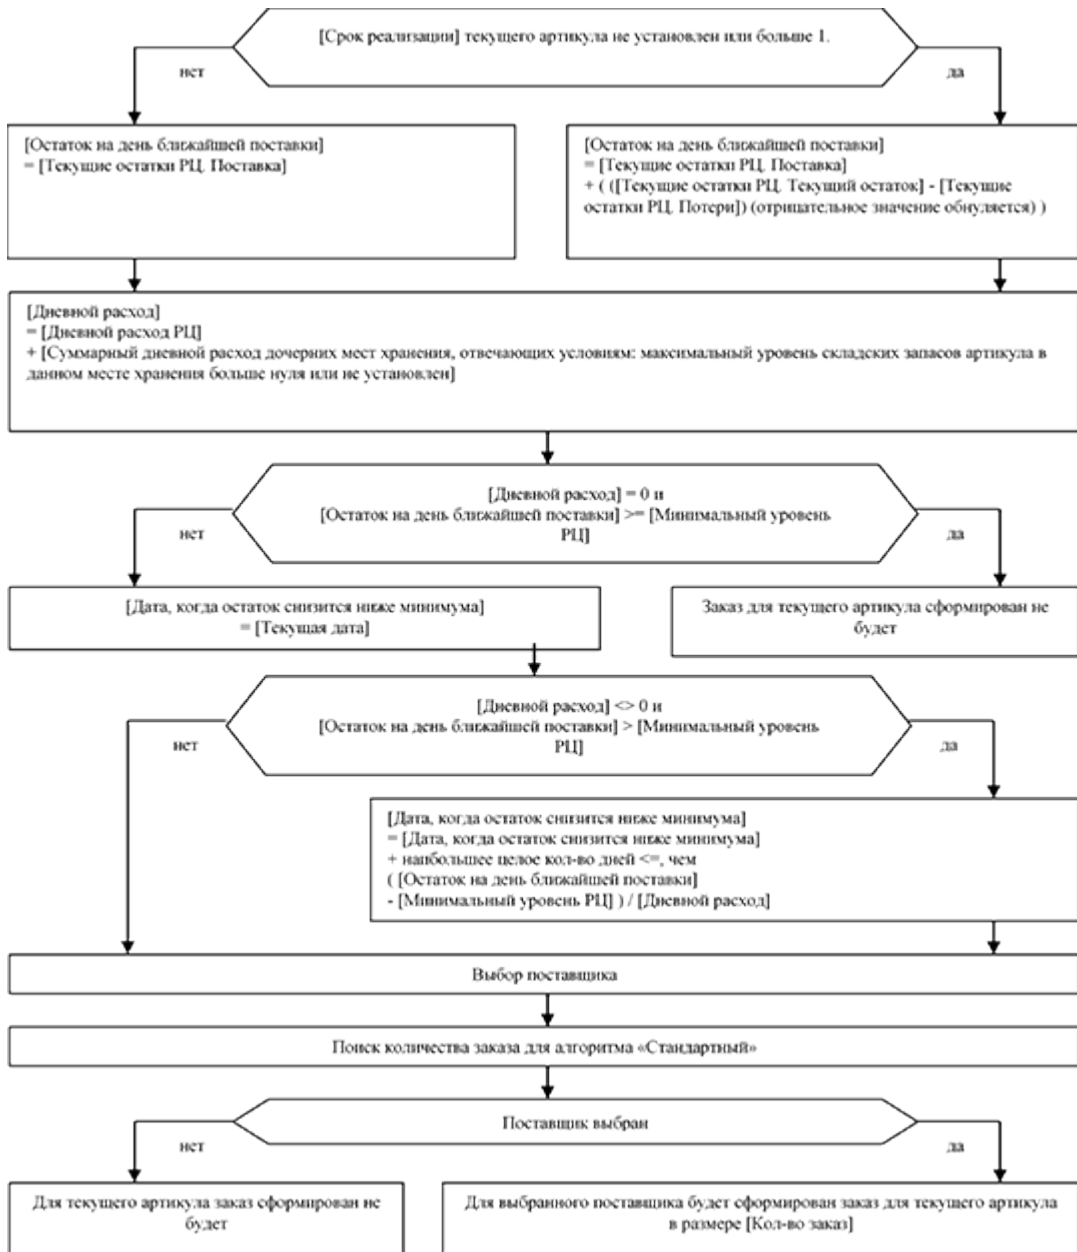 [Срок реализации] текущего артикула не установлен или больше 1.
нет
да
[Остаток на день ближайшей поставки]
= [Текущие остатки РЦ. Поставка]
[Остаток на день ближайшей поставки]
= [Текущие остатки РЦ. Поставка]
+ ( ([Текущие остатки РЦ. Текущий остаток] - [Текущие
остатки РЦ. Потери]) (отрицательное значение обнуляется) )
[Дневной расход]
= [Дневной расход РЦ]
+ [Суммарный дневной расход дочерних мест хранения, отвечающих условиям: максимальный уровень складских запасов артикула в
данном месте хранения больше нуля или не установлен]
[Дневной расход] = 0 и
[Остаток на день ближайшей поставки] >= [Минимальный уровень
РЦ]
нет
да
[Дата, когда остаток снизится ниже минимума]
= [Текущая дата]
Заказ для текущего артикула сформирован не
будет
[Дневной расход] <> 0 и
[Остаток на день ближайшей поставки] > [Минимальный уровень
РЦ]
нет
да
[Дата, когда остаток снизится ниже минимума]
= [Дата, когда остаток снизится ниже минимума]
+ наибольшее целое кол-во дней <=, чем
( [Остаток на день ближайшей поставки]
- [Минимальный уровень РЦ] ) / [Дневной расход]
Выбор поставщика
Поиск количества заказа для алгоритма «Стандартный»
Поставщик выбран
нет
да
Для текущего артикула заказ сформирован не
будет
Для выбранного поставщика будет сформирован заказ для текущего артикула
в размере [Кол-во заказ]